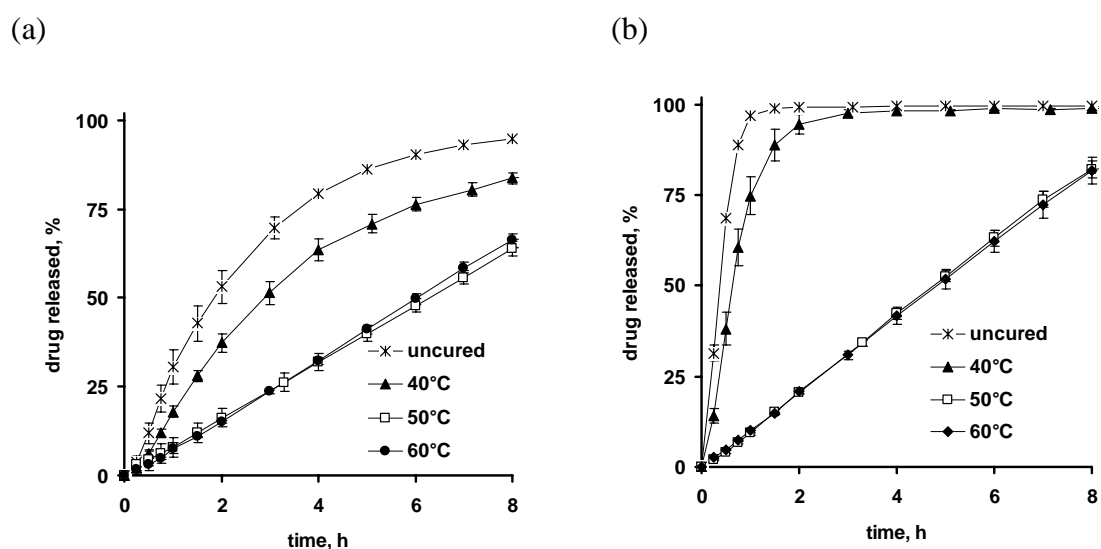 (a)
(b)
100
75
50
25
0
drug released, %
uncured
40°C
50°C
60°C
0 2 4 6 8
time, h
100
75
50
25
0
drug released, %
uncured
40°C
50°C
60°C
0 2 4 6 8
time, h